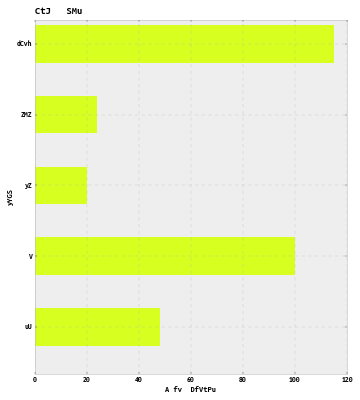 CtJ   SMu
dCvh
ZMZ
yZ
V
uU
yVGS
0 20 40 60 80 100 120
A fv  DfVtPu